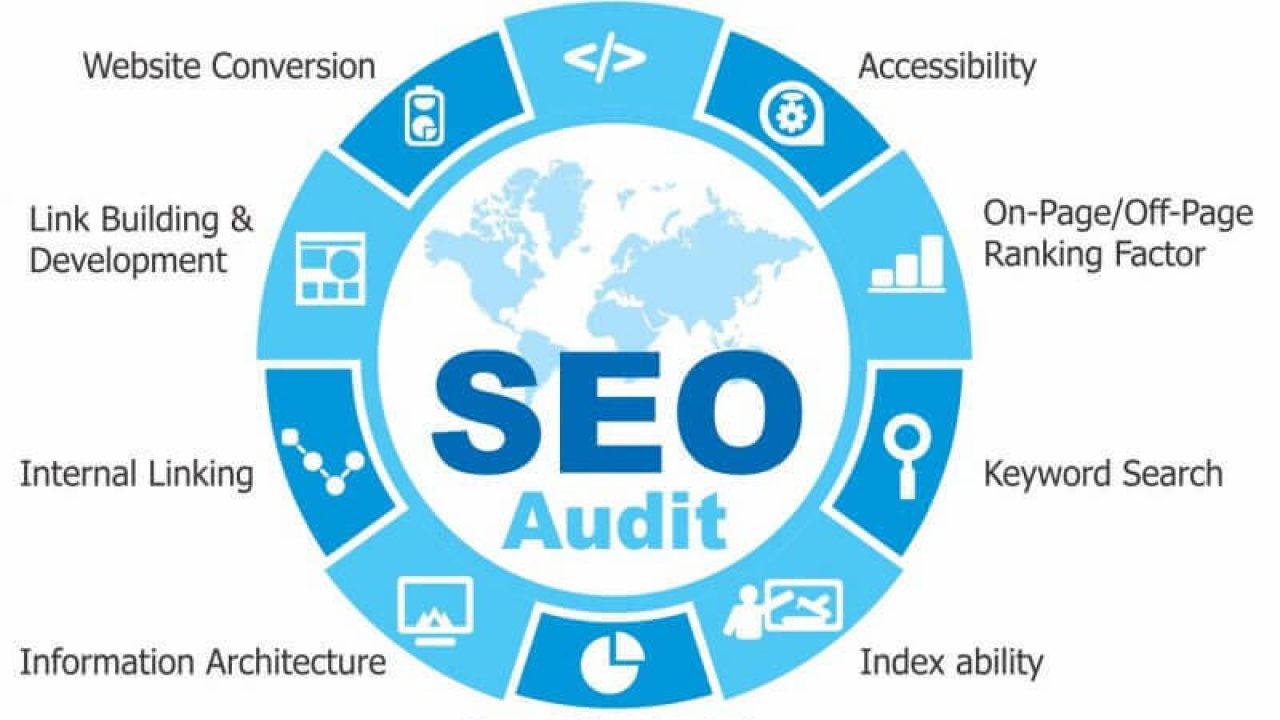 Website Conversion
Accessibility
Link Building &
Development
On-Page/Off-Page
Ranking Factor
SEO
Audit
Internal Linking
Keyword Search
Information Architecture
Index ability